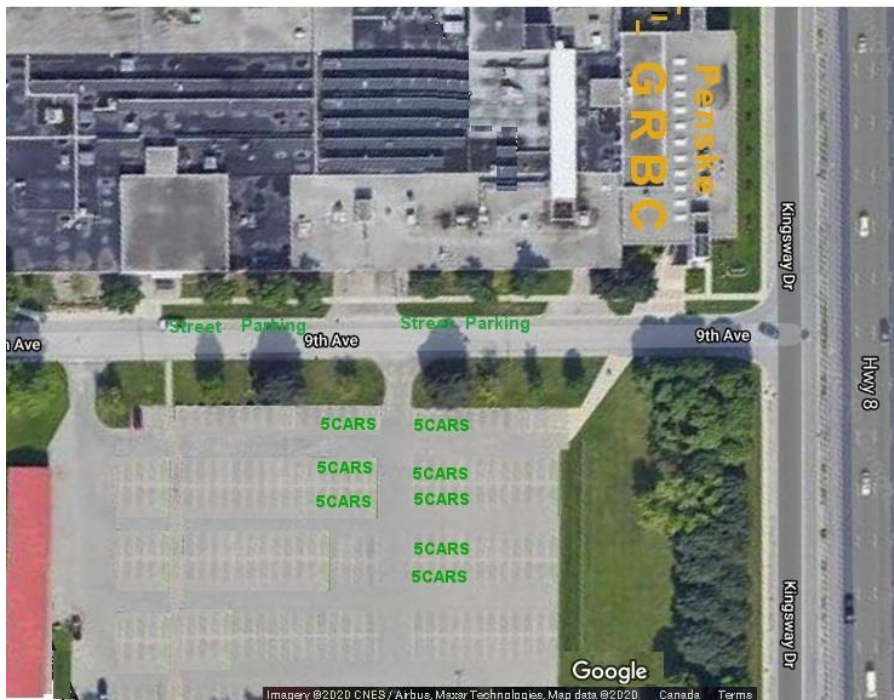 GRBC
Penske
Kingsway Dr
Street Parking
Street Parking
9th Ave
9th Ave
Hwy 8
5CARS
5CARS
5CARS
5CARS
5CARS
5CARS
5CARS
5CARS
Kingsway Dr
Google
Imagery ©2020 CNES / Airbus, Maxar Technologies, Map data ©2020 Canada Terms